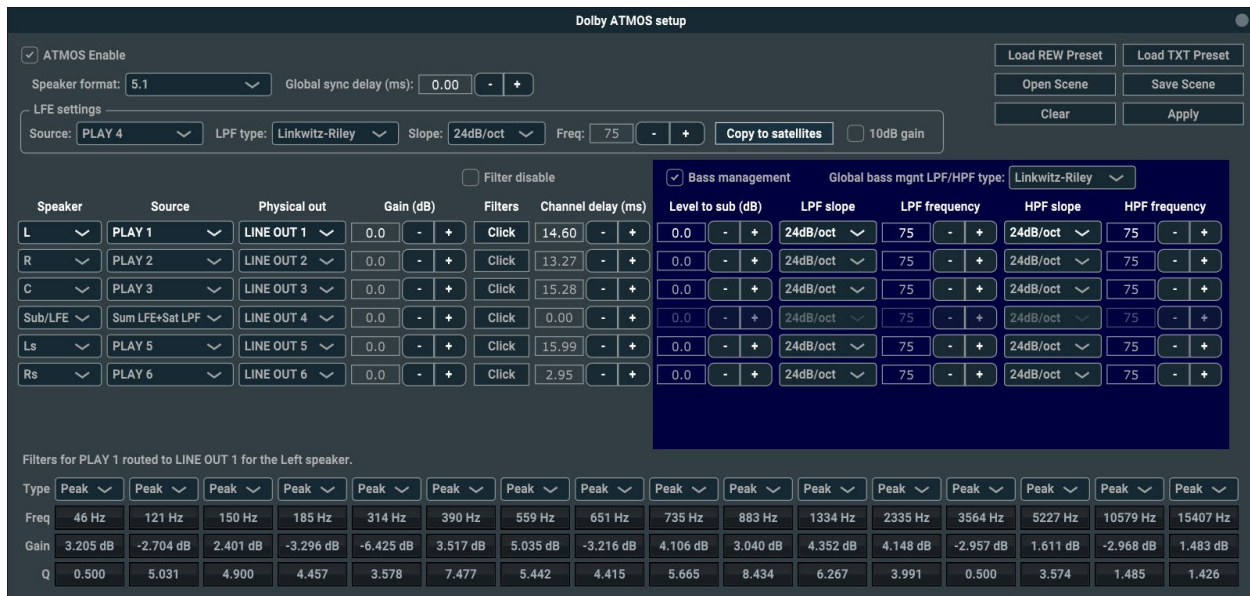 Dolby ATMOS setup
ATMOS Enable Load REW Preset Load TXT Preset
Speaker format: 5.1 Global sync delay (ms): 0.00 - + Open Scene Save Scene
LFE settings Clear Apply
Source: PLAY 4 LPF type: Linkwitz-Riley Slope: 24dB/oct Freq: 75 - + Copy to satellites 10dB gain
Filter disable Bass management Global bass mgnt LPF/HPF type: Linkwitz-Riley
Speaker Source Physical out Gain (dB) Filters Channel delay (ms) Level to sub (dB) LPF slope LPF frequency HPF slope HPF frequency
L PLAY 1 LINE OUT 1 0.0 - + Click 14.60 - + 0.0 - + 24dB/oct 75 - + 24dB/oct 75 - +
R PLAY 2 LINE OUT 2 0.0 - + Click 13.27 - + 0.0 - + 24dB/oct 75 - + 24dB/oct 75 - +
C PLAY 3 LINE OUT 3 0.0 - + Click 15.28 - + 0.0 - + 24dB/oct 75 - + 24dB/oct 75 - +
Sub/LFE Sum LFE+Sat LPF LINE OUT 4 0.0 - + Click 0.00 - + 0.0 - + 24dB/oct 75 - + 24dB/oct 75 - +
Ls PLAY 5 LINE OUT 5 0.0 - + Click 15.99 - + 0.0 - + 24dB/oct 75 - + 24dB/oct 75 - +
Rs PLAY 6 LINE OUT 6 0.0 - + Click 2.95 - + 0.0 - + 24dB/oct 75 - + 24dB/oct 75 - +
Filters for PLAY 1 routed to LINE OUT 1 for the Left speaker.
Type Peak Peak Peak Peak Peak Peak Peak Peak Peak Peak Peak Peak Peak Peak Peak Peak
Freq 46 Hz 121 Hz 150 Hz 185 Hz 314 Hz 390 Hz 559 Hz 651 Hz 735 Hz 883 Hz 1334 Hz 2335 Hz 3564 Hz 5227 Hz 10579 Hz 15407 Hz
Gain 3.205 dB -2.704 dB 2.401 dB -3.296 dB -6.425 dB 3.517 dB 5.035 dB -3.216 dB 4.106 dB 3.040 dB 4.352 dB 4.148 dB -2.957 dB 1.611 dB -2.968 dB 1.483 dB
Q 0.500 5.031 4.900 4.457 3.578 7.477 5.442 4.415 5.665 8.434 6.267 3.991 0.500 3.574 1.485 1.426